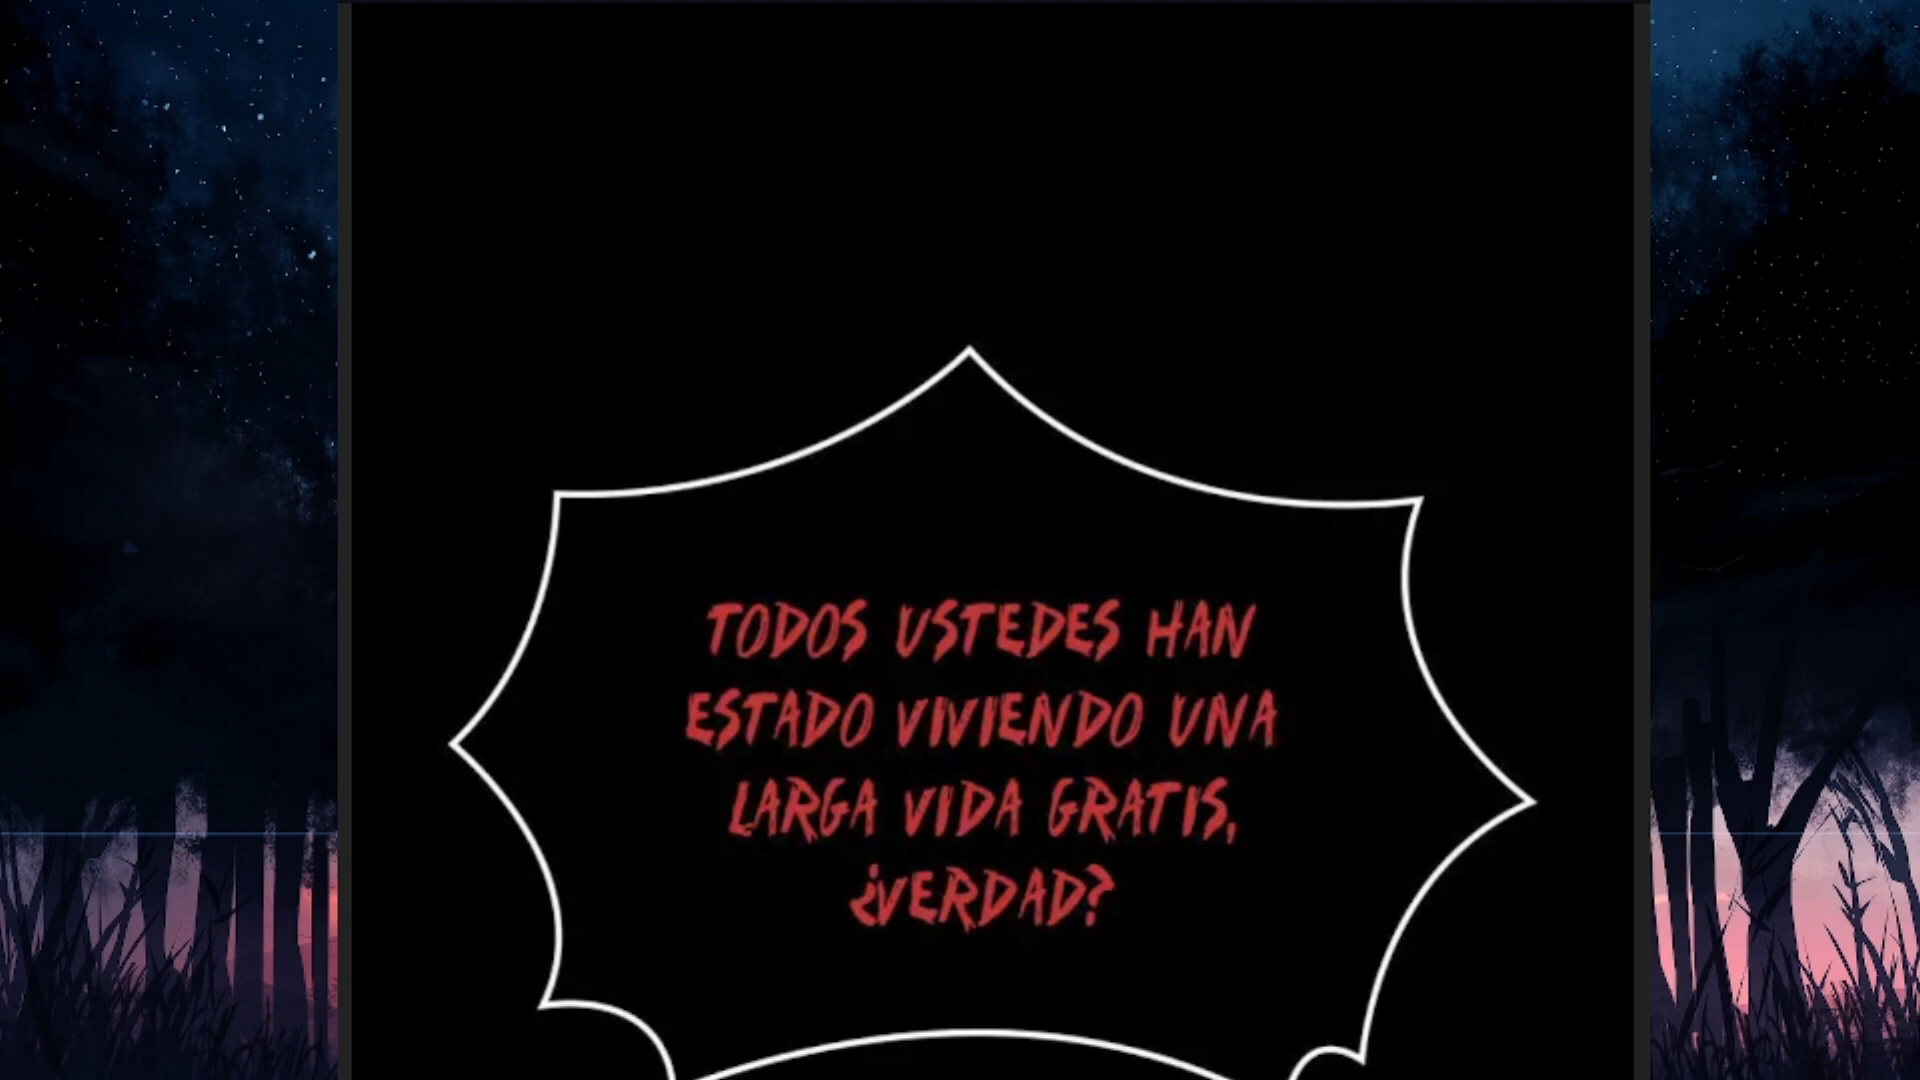 TODOS USTEDES HAN
ESTADO VIVIENDO UNA
LARGA VIDA GRATIS,
¿VERDAD?